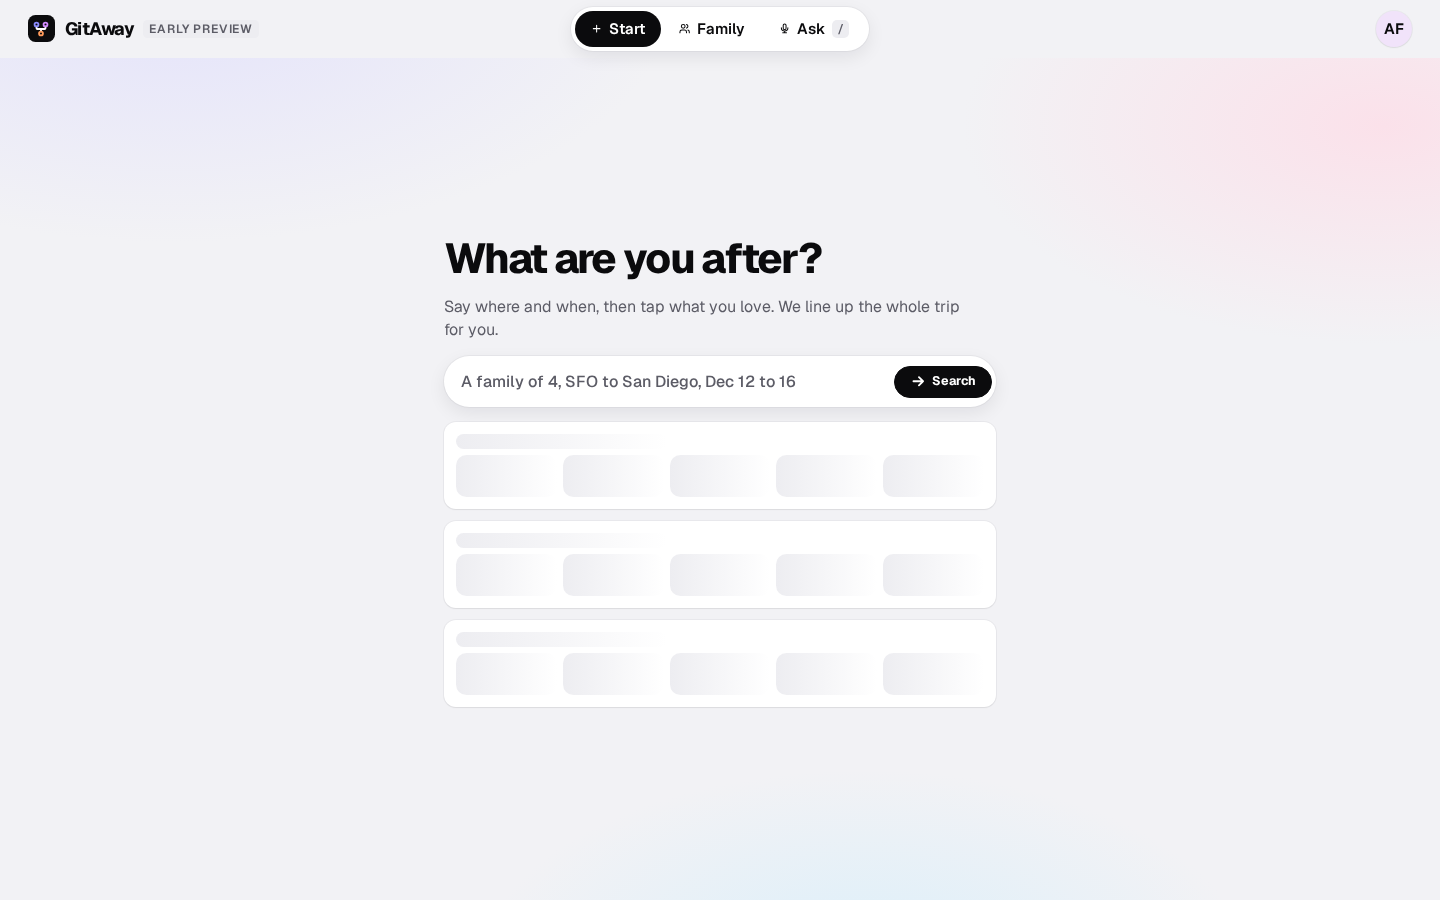 GitAway EARLY PREVIEW
Start
Family
Ask /
AF
What are you after?
Say where and when, then tap what you love. We line up the whole trip
for you.
A family of 4, SFO to San Diego, Dec 12 to 16
Search